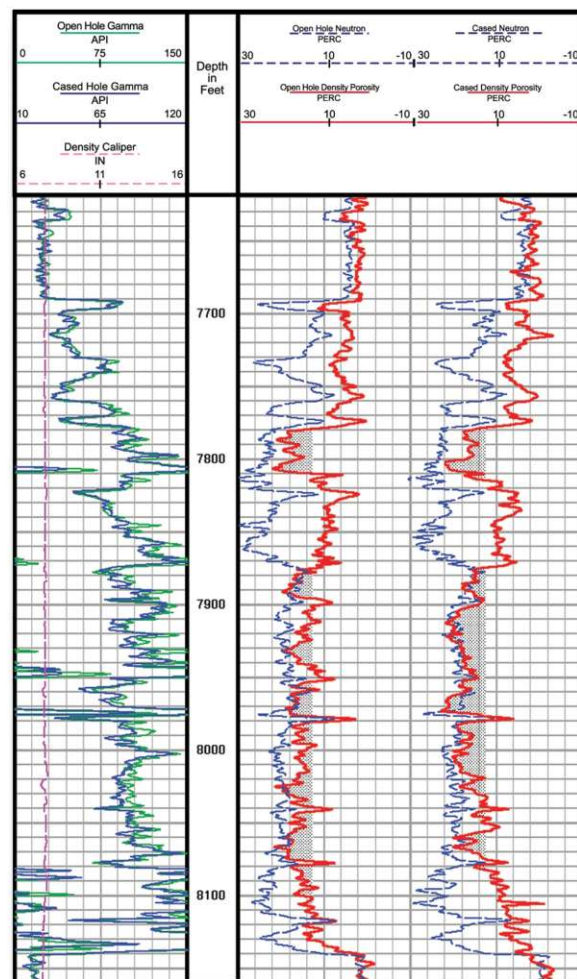 Open Hole Gamma
API
0 75 150
Cased Hole Gamma
API
10 65 120
Density Caliper
IN
6 11 16
Depth
in
Feet
Open Hole Neutron
PERC
30 10 -10
Open Hole Density Porosity
PERC
30 10 -10
Cased Neutron
PERC
30 10 -10
Cased Density Porosity
PERC
30 10 -10
7700
7800
7900
8000
8100